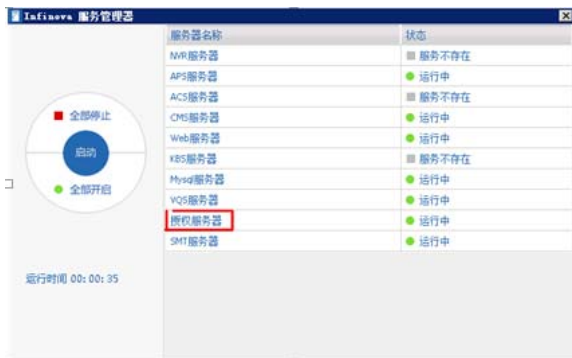 Infinova 服务管理器
服务器名称 状态
NVR服务器 服务不存在
APS服务器 运行中
ACS服务器 服务不存在
CMS服务器 运行中
Web服务器 运行中
KBS服务器 服务不存在
Mysql服务器 运行中
VQS服务器 运行中
授权服务器 运行中
SMT服务器 运行中
全部停止
启动
全部开启
运行时间 00:00:35